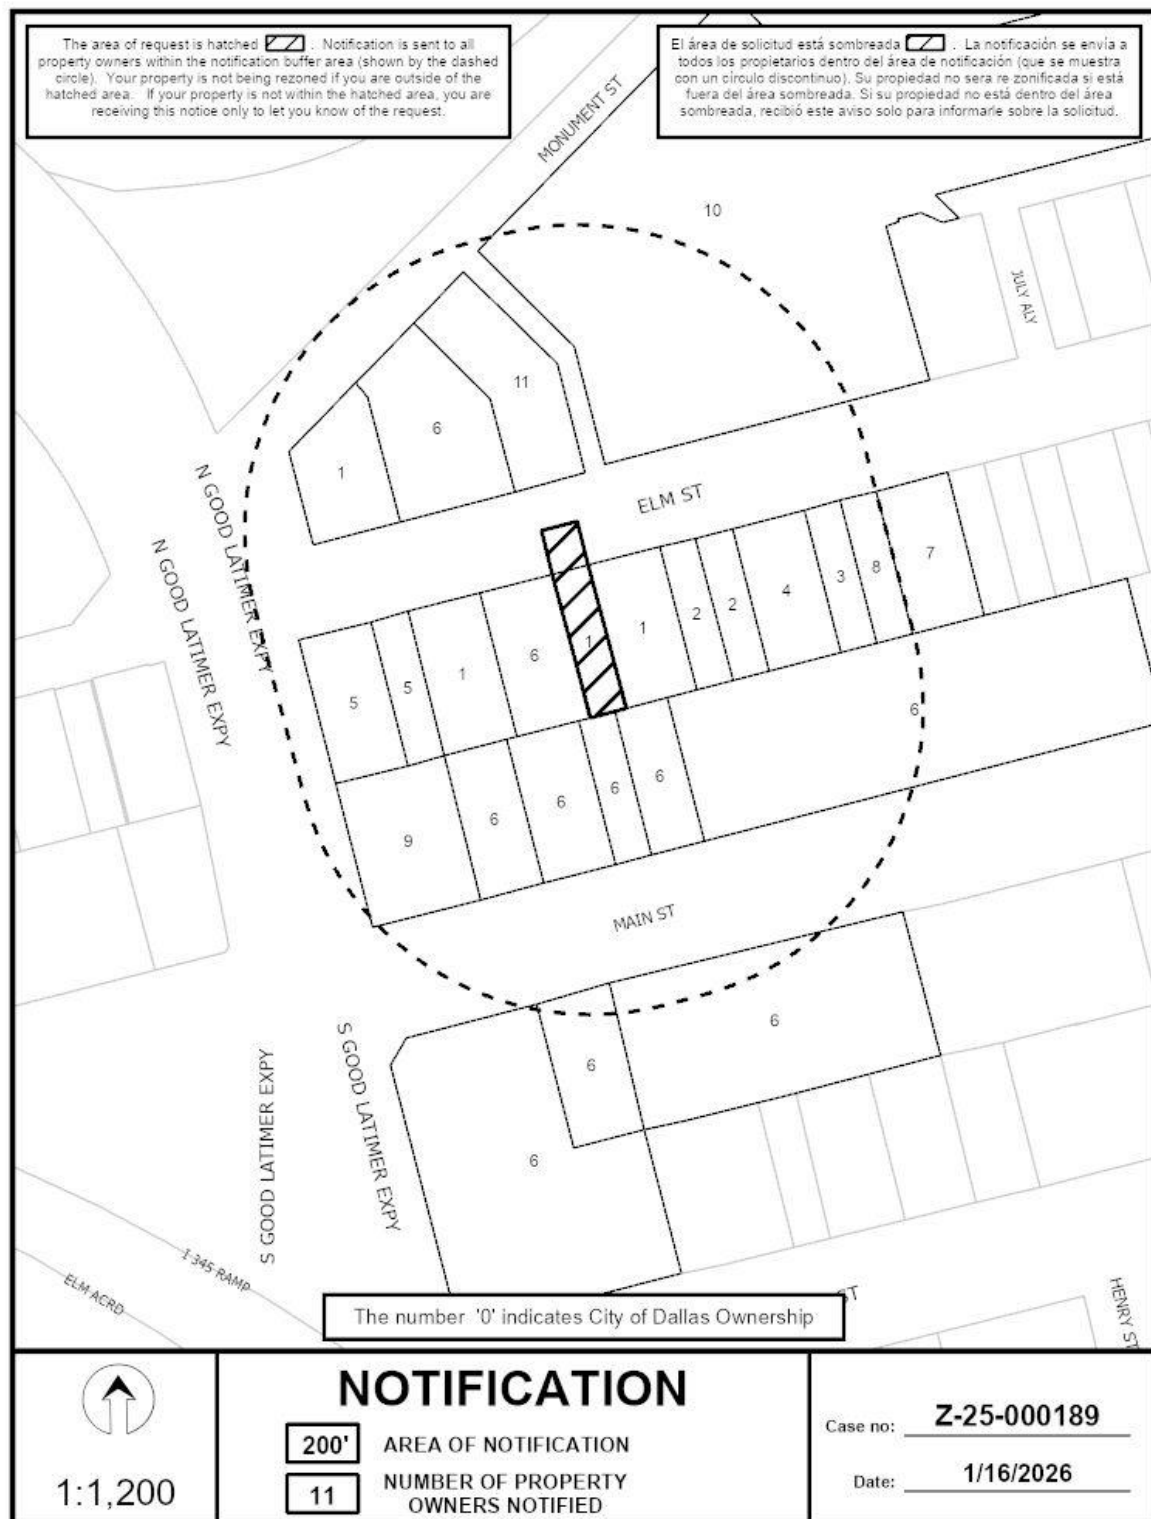 The area of request is hatched . Notification is sent to all
property owners within the notification buffer area (shown by the dashed
circle). Your property is not being rezoned if you are outside of the
hatched area. If your property is not within the hatched area, you are
receiving this notice only to let you know of the request.
El área de solicitud está sombreada . La notificación se envía a
todos los propietarios dentro del área de notificación (que se muestra
con un círculo discontinuo). Su propiedad no sera re zonificada si está
fuera del área sombreada. Si su propiedad no está dentro del área
sombreada, recibió este aviso solo para informarle sobre la solicitud.
MONUMENT ST
10
JULY ALY
11
6
1
N GOOD LATIMER EXPY
N GOOD LATIMER EXPY
ELM ST
7
8
3
4
2
2
1
1
6
1
5
5
6
6
6
6
6
9
MAIN ST
6
6
6
S GOOD LATIMER EXPY
S GOOD LATIMER EXPY
I 345 RAMP
ELM ACRD
ST
HENRY ST
The number '0' indicates City of Dallas Ownership
1:1,200
NOTIFICATION
200' AREA OF NOTIFICATION
11 NUMBER OF PROPERTY
OWNERS NOTIFIED
Case no: Z-25-000189
Date: 1/16/2026